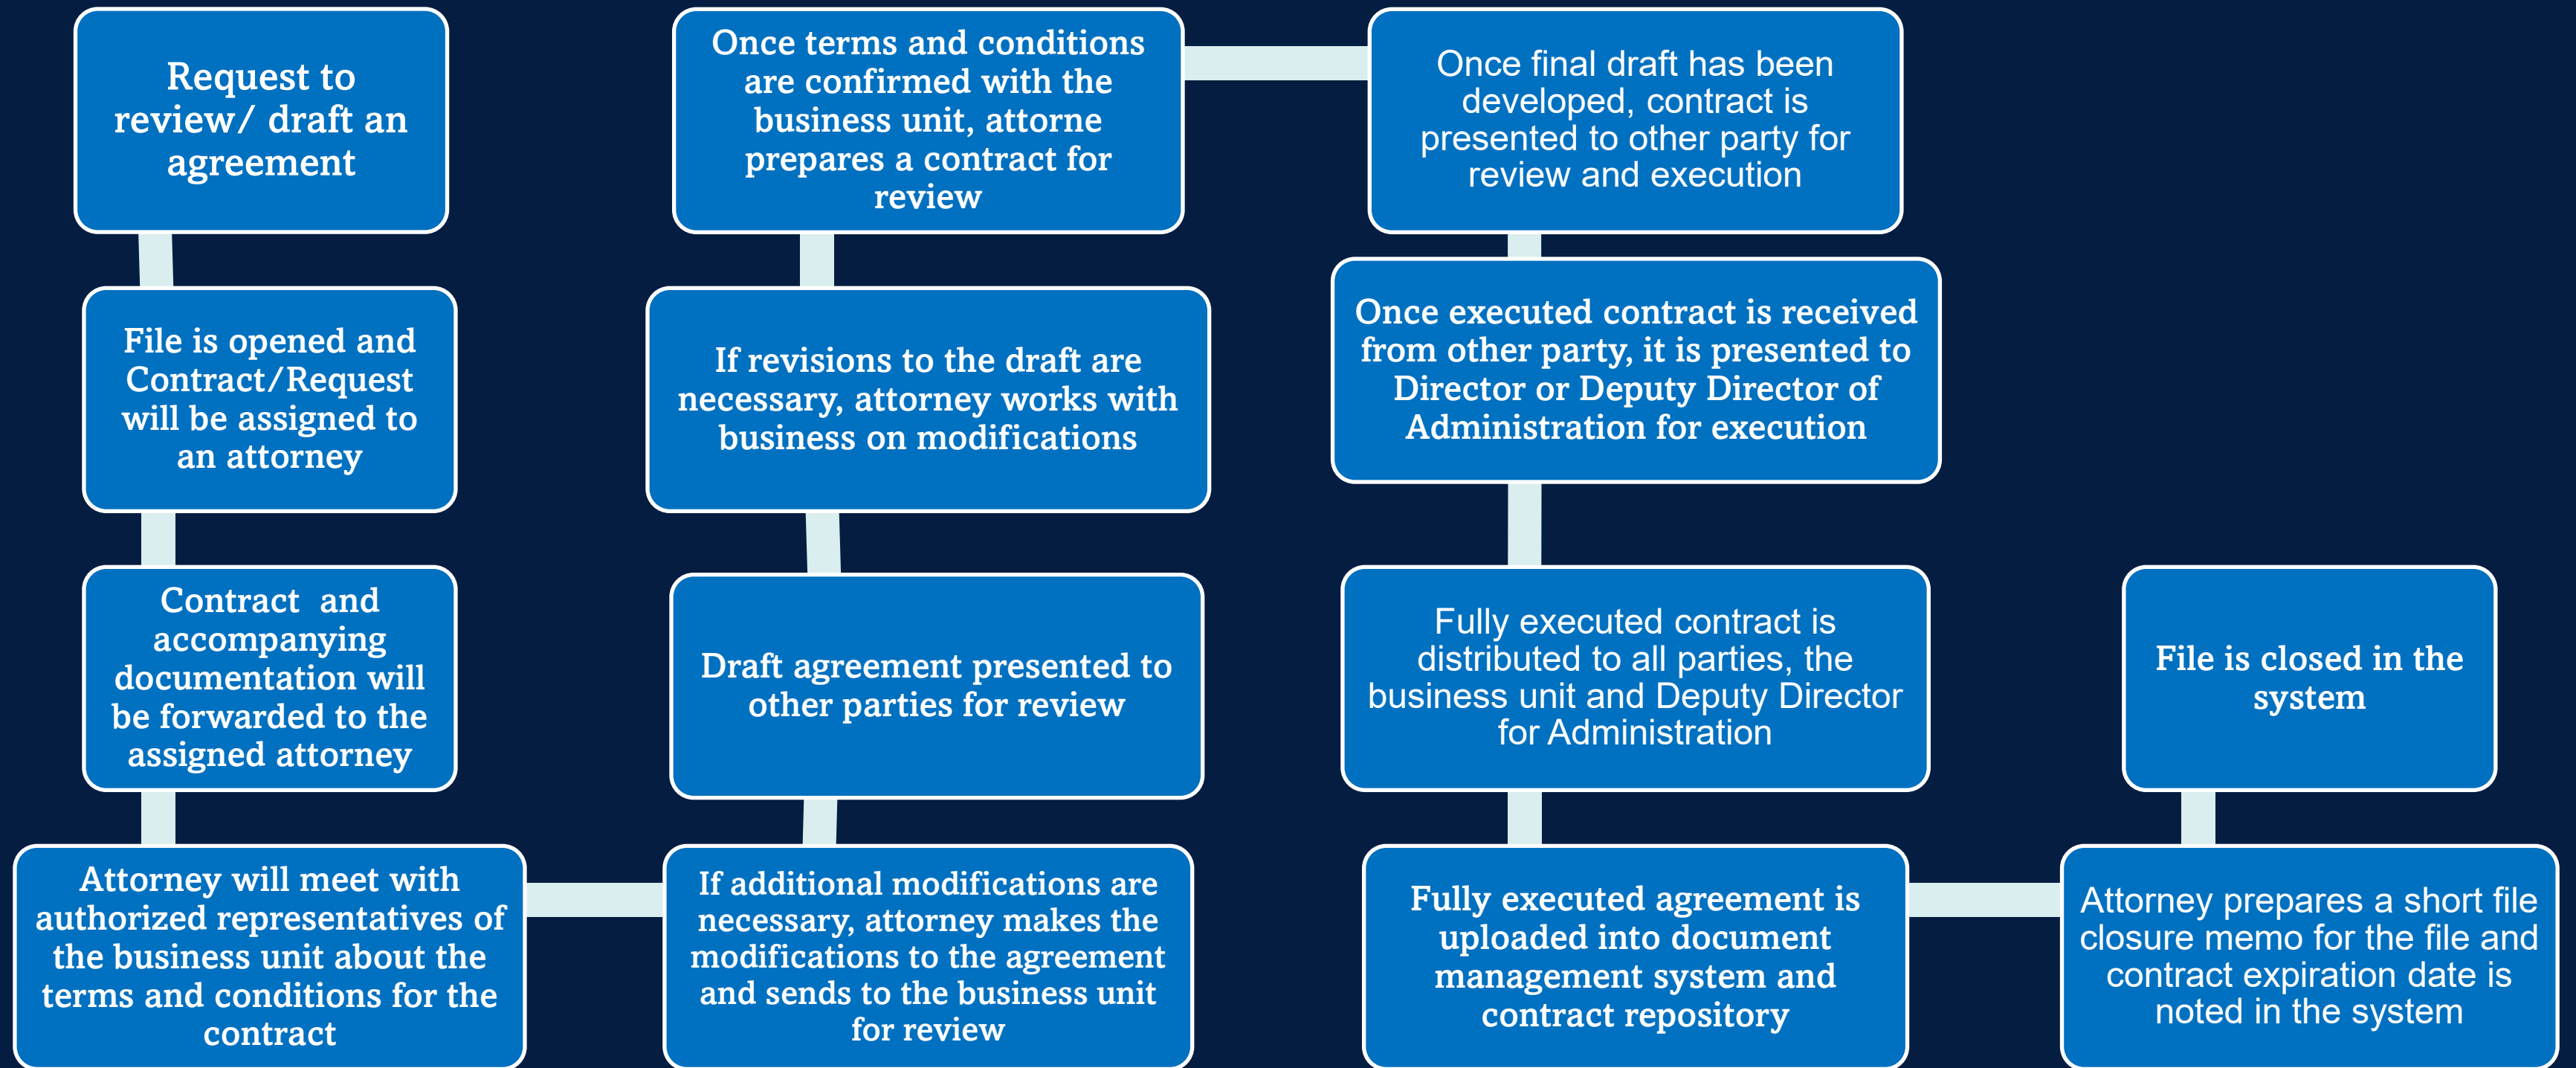 Request to
review/ draft an
agreement
File is opened and
Contract/Request
will be assigned to
an attorney
Contract  and
accompanying
documentation will
be forwarded to the
assigned attorney
Attorney will meet with
authorized representatives of
the business unit about the
terms and conditions for the
contract
If additional modifications are
necessary, attorney makes the
modifications to the agreement
and sends to the business unit
for review
Draft agreement presented to
other parties for review
If revisions to the draft are
necessary, attorney works with
business on modifications
Once terms and conditions
are confirmed with the
business unit, attorne
prepares a contract for
review
Once final draft has been
developed, contract is
presented to other party for
review and execution
Once executed contract is received
from other party, it is presented to
Director or Deputy Director of
Administration for execution
Fully executed contract is
distributed to all parties, the
business unit and Deputy Director
for Administration
Fully executed agreement is
uploaded into document
management system and
contract repository
Attorney prepares a short file
closure memo for the file and
contract expiration date is
noted in the system
File is closed in the
system